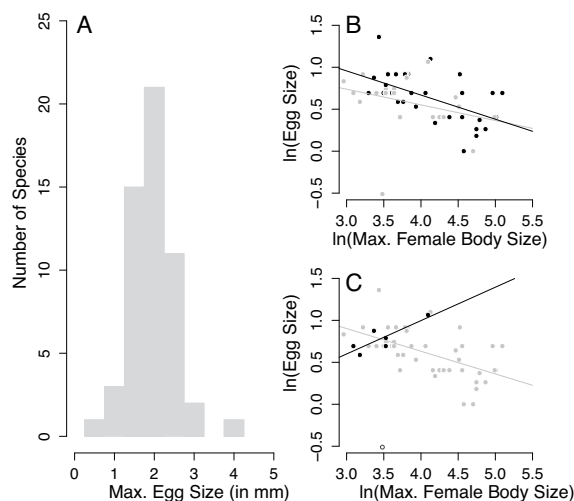 A
Number of Species
25
20
15
10
5
0
0 1 2 3 4 5
Max. Egg Size (in mm)
B
ln(Egg Size)
1.5
1.0
0.5
0.0
−0.5
3.0 3.5 4.0 4.5 5.0 5.5
ln(Max. Female Body Size)
C
ln(Egg Size)
1.5
1.0
0.5
0.0
−0.5
3.0 3.5 4.0 4.5 5.0 5.5
ln(Max. Female Body Size)